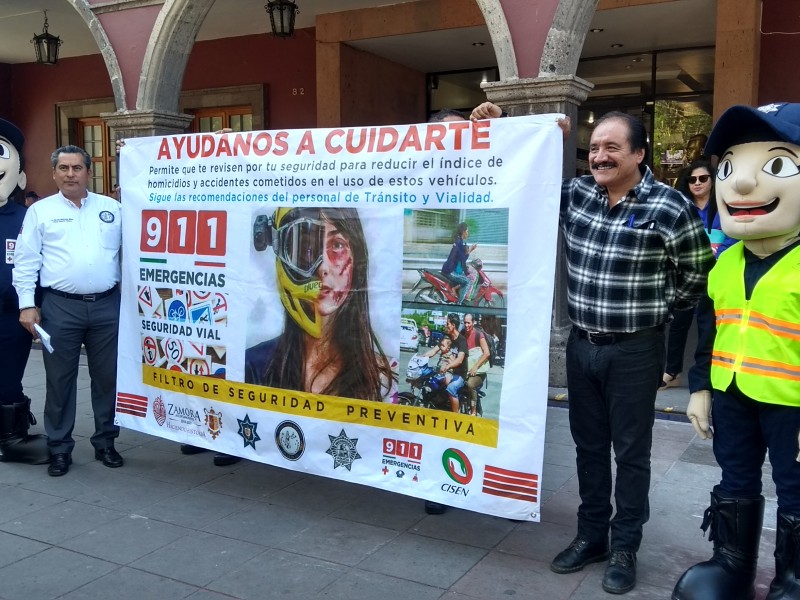 82
AYUDANOS A CUIDARTE
Permite que te revisen por tu seguridad para reducir el índice de
homicidios y accidentes cometidos en el uso de estos vehículos.
Sigue las recomendaciones del personal de Tránsito y Vialidad.
911
EMERGENCIAS
SEGURIDAD VIAL
FILTRO DE SEGURIDAD PREVENTIVA
ZAMORA
911
EMERGENCIAS
CISEN